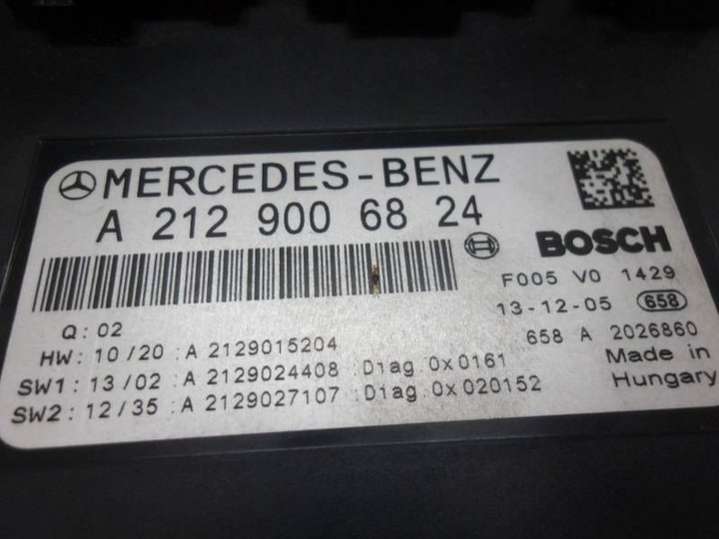 MERCEDES-BENZ
A 212 900 68 24
BOSCH
F005 V0 1429
13-12-05 658
Q: 02
658 A 2026860
HW: 10/20 :A 2129015204
Made in
SW1: 13/02 :A 2129024408 :Diag.0x0161
Hungary
SW2: 12/35 :A 2129027107 :Diag.0x020152